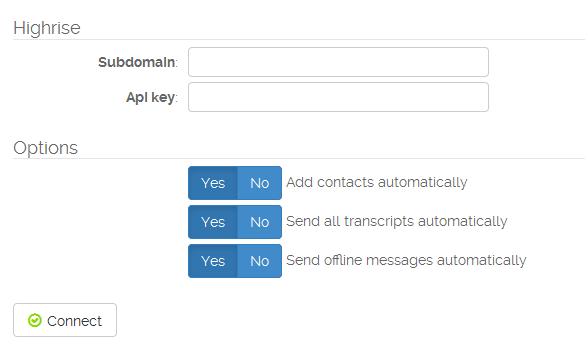 Highrise
Subdomain:
Api key:
Options
Yes No Add contacts automatically
Yes No Send all transcripts automatically
Yes No Send offline messages automatically
Connect